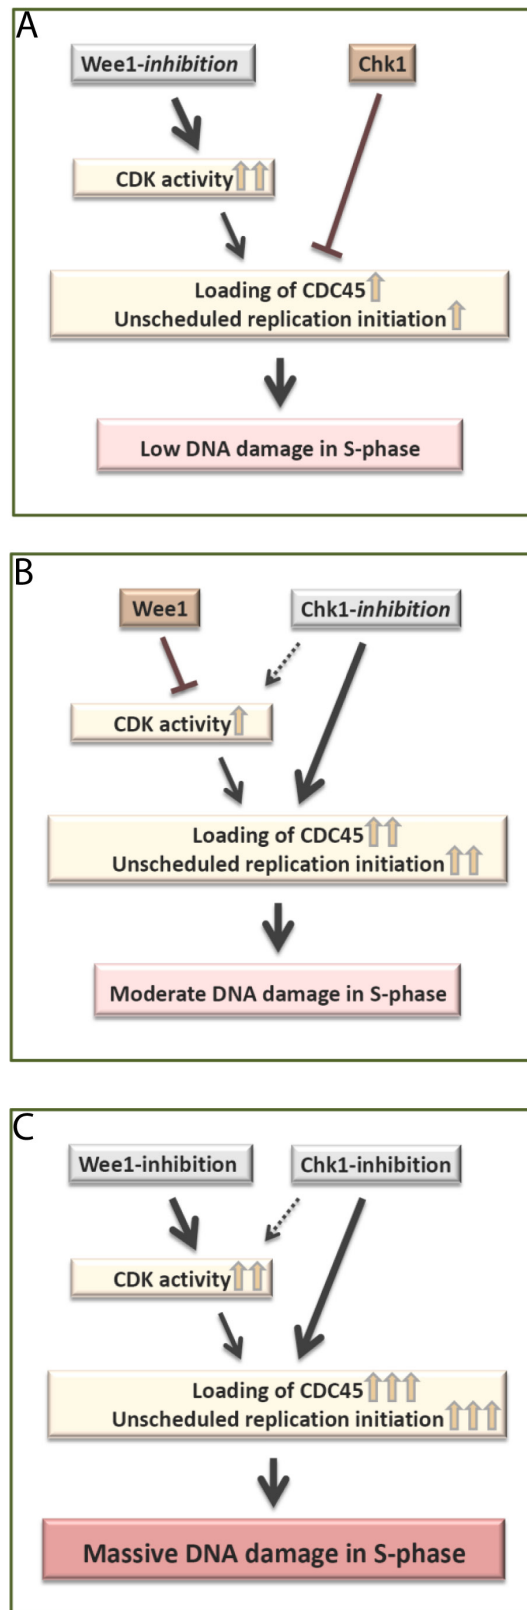 A
Wee1-inhibition
Chk1
CDK activity
Loading of CDC45
Unscheduled replication initiation
Low DNA damage in S-phase
B
Wee1
Chk1-inhibition
CDK activity
Loading of CDC45
Unscheduled replication initiation
Moderate DNA damage in S-phase
C
Wee1-inhibition
Chk1-inhibition
CDK activity
Loading of CDC45
Unscheduled replication initiation
Massive DNA damage in S-phase